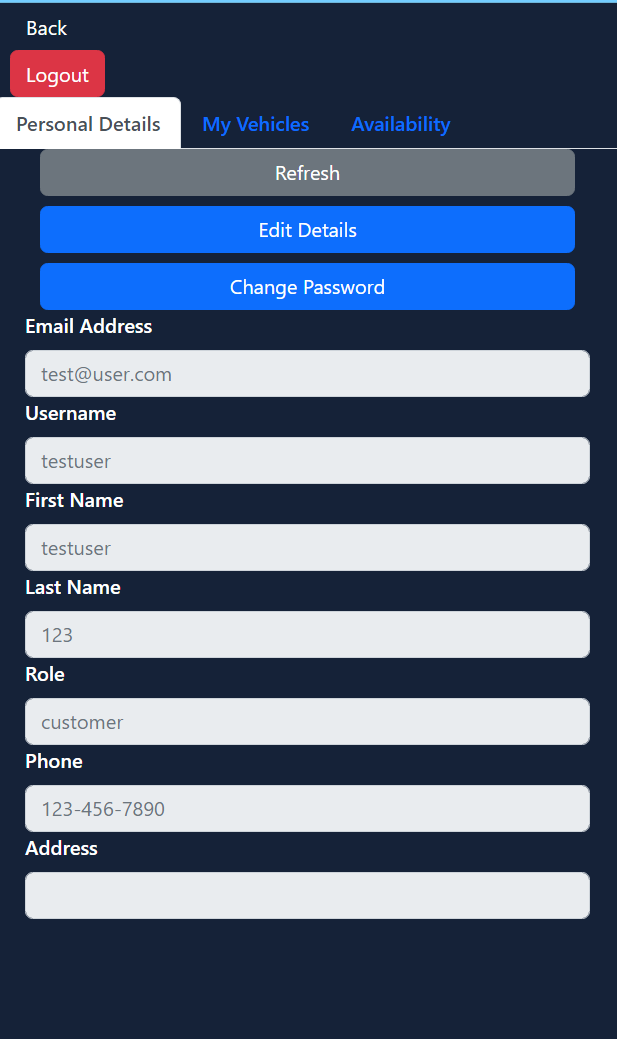 Back
Logout
Personal Details My Vehicles Availability
Refresh
Edit Details
Change Password
Email Address
test@user.com
Username
testuser
First Name
testuser
Last Name
123
Role
customer
Phone
123-456-7890
Address